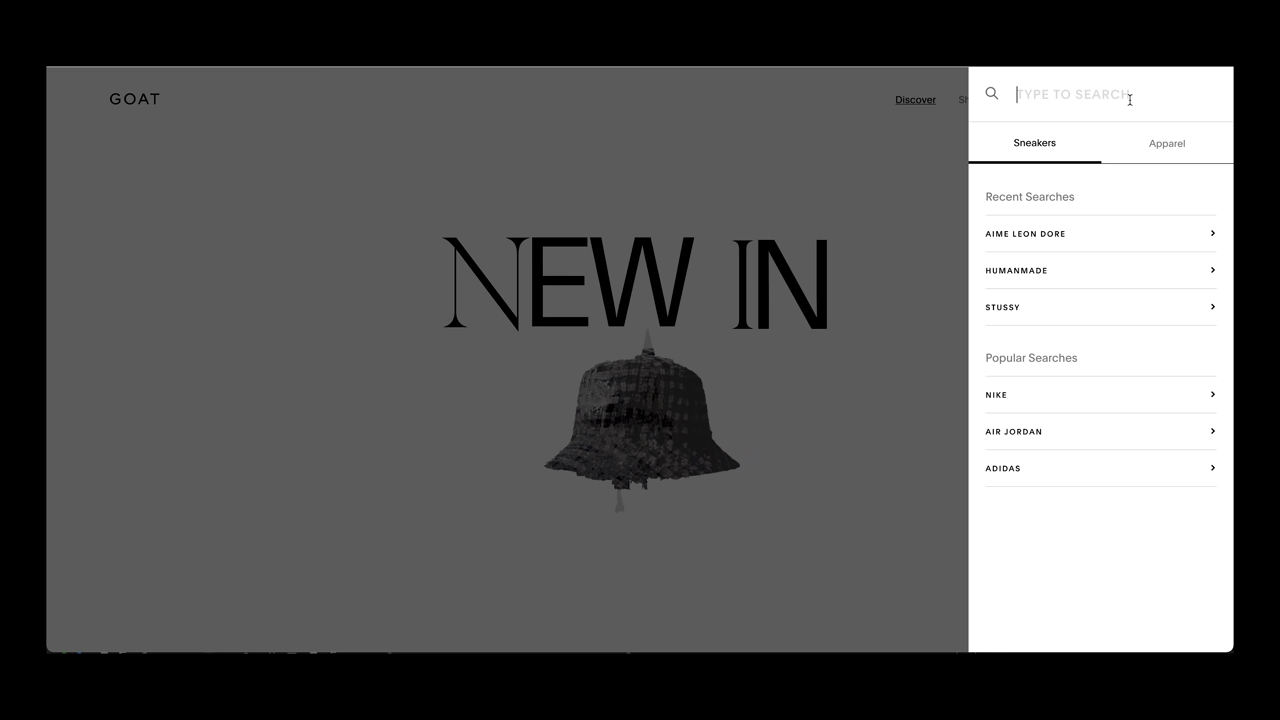 GOAT
Discover
Sh
NEW IN
TYPE TO SEARCH
Sneakers
Apparel
Recent Searches
AIME LEON DORE
HUMANMADE
STUSSY
Popular Searches
NIKE
AIR JORDAN
ADIDAS